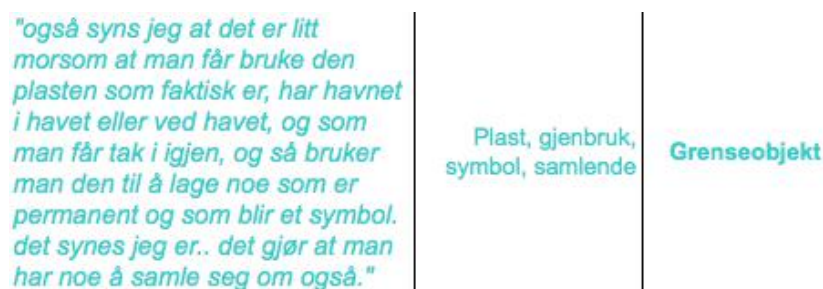 "også syns jeg at det er litt
morsom at man får bruke den
plasten som faktisk er, har havnet
i havet eller ved havet, og som
man får tak i igjen, og så bruker
man den til å lage noe som er
permanent og som blir et symbol.
det synes jeg er.. det gjør at man
har noe å samle seg om også."
Plast, gjenbruk,
symbol, samlende
Grenseobjekt